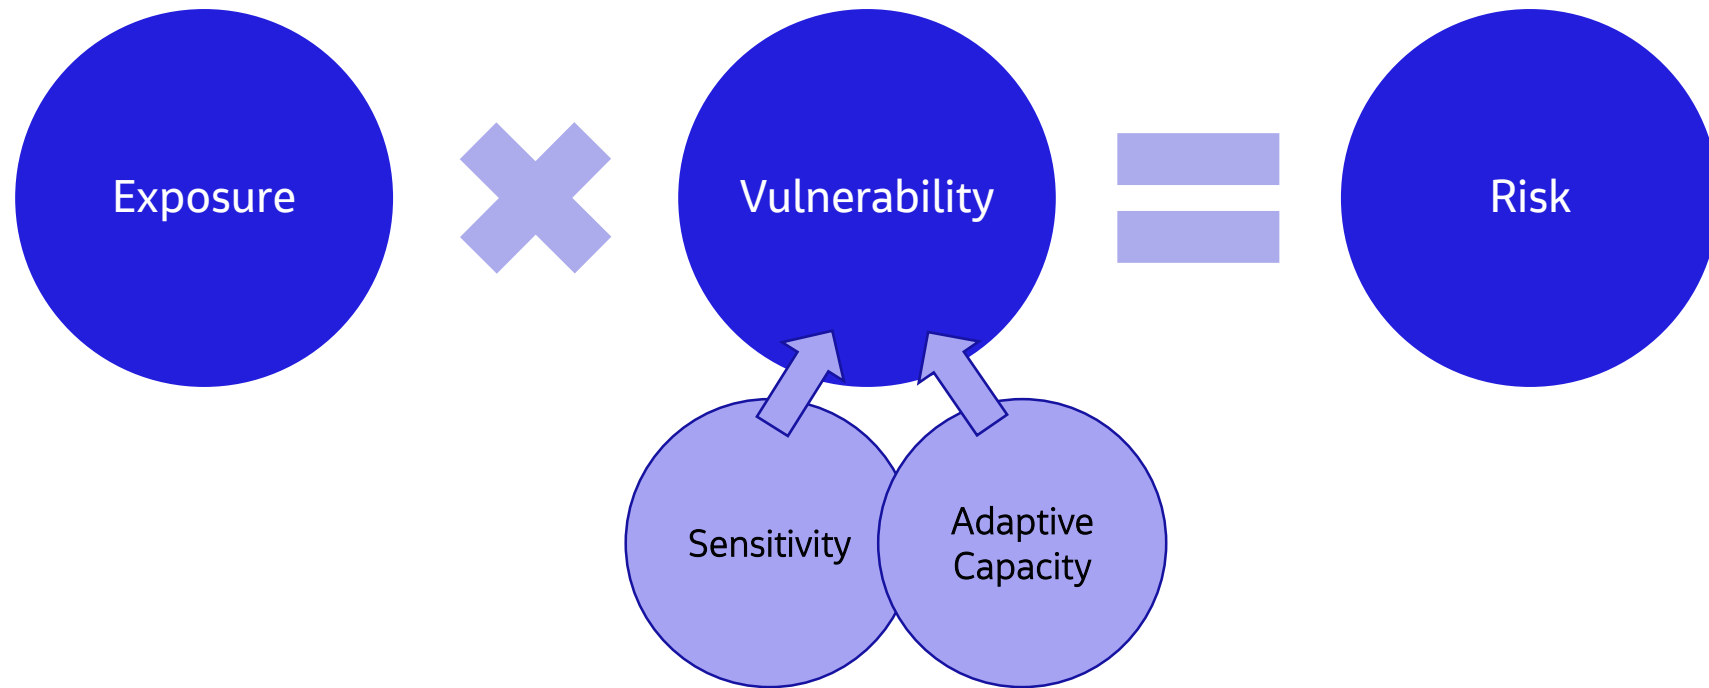 Exposure
Vulnerability
Risk
Sensitivity
Adaptive
Capacity